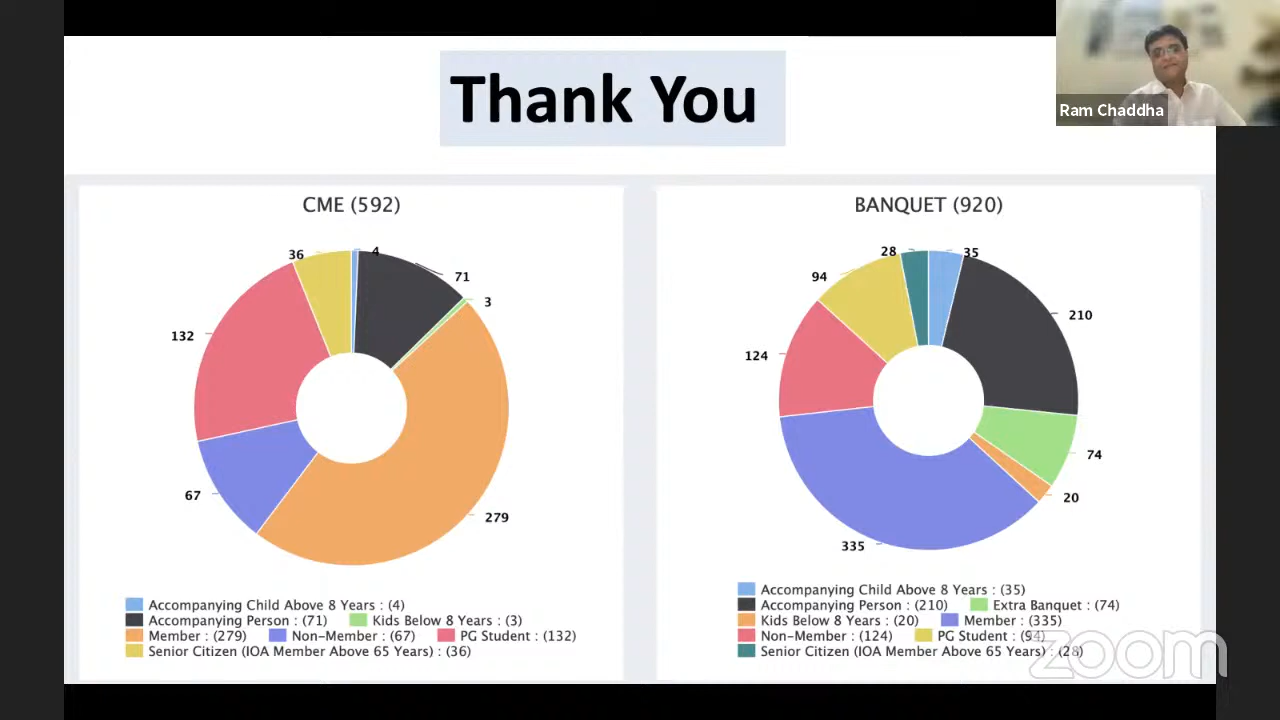 Thank You
Ram Chaddha
CME (592)
36
4
71
3
132
67
279
Accompanying Child Above 8 Years : (4)
Accompanying Person : (71) Kids Below 8 Years : (3)
Member : (279) Non-Member : (67) PG Student : (132)
Senior Citizen (IOA Member Above 65 Years) : (36)
BANQUET (920)
28
35
94
210
124
74
20
335
Accompanying Child Above 8 Years : (35)
Accompanying Person : (210) Extra Banquet : (74)
Kids Below 8 Years : (20) Member : (335)
Non-Member : (124) PG Student : (94)
Senior Citizen (IOA Member Above 65 Years) : (28)
zoom